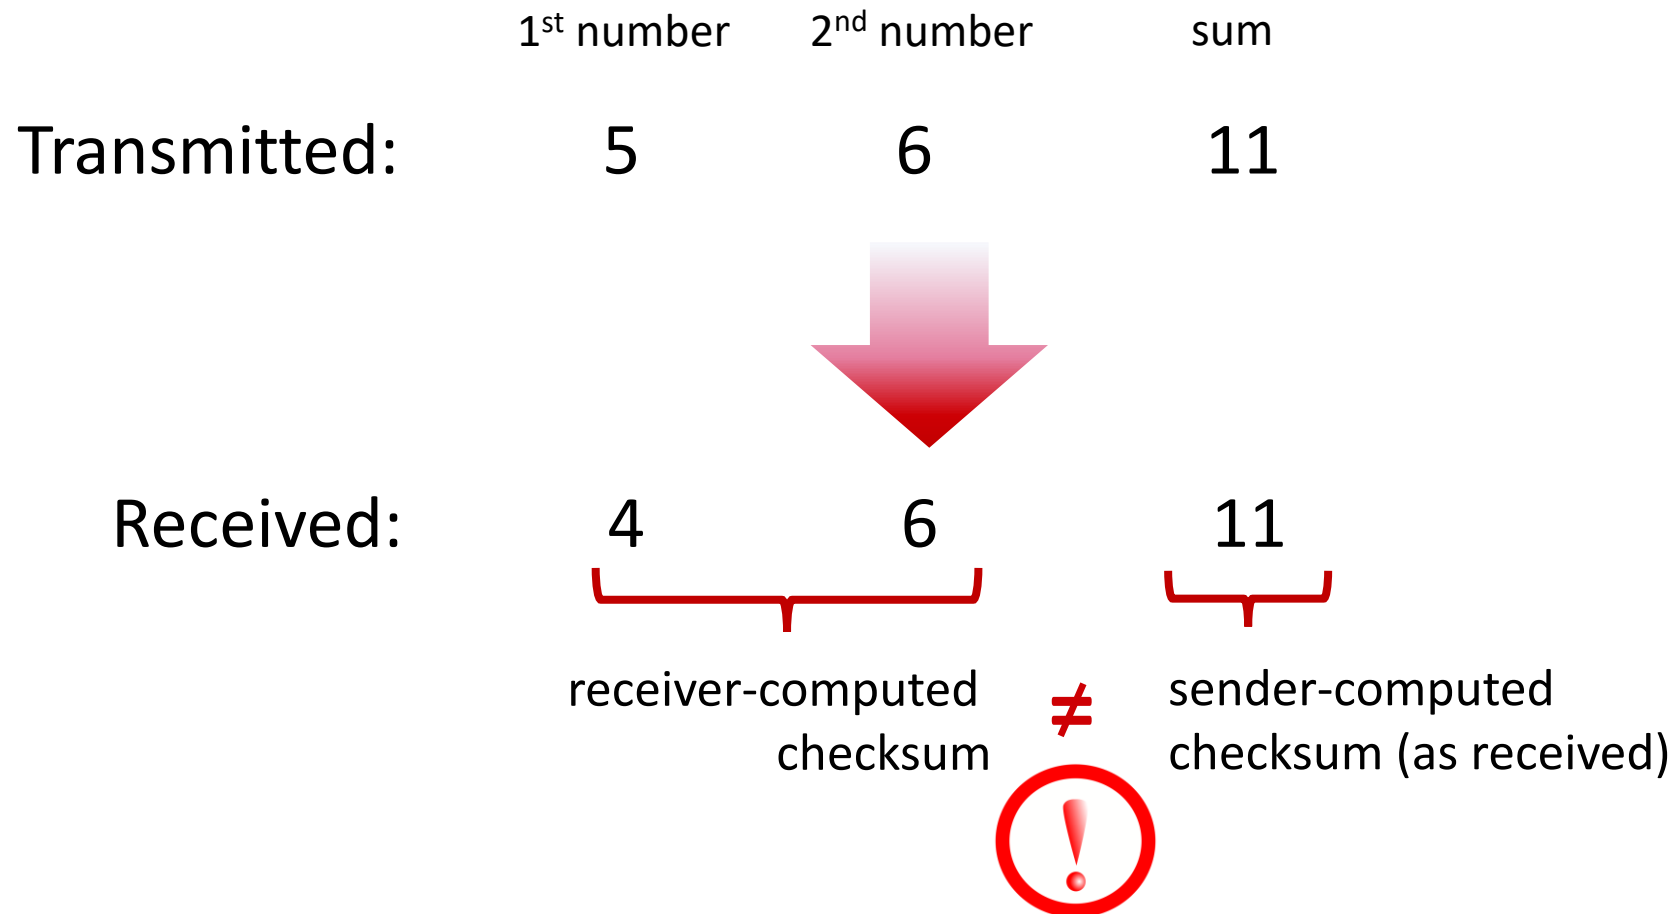 1st number 2nd number sum
Transmitted: 5 6 11
Received: 4 6 11
receiver-computed ≠ sender-computed
checksum checksum (as received)
!